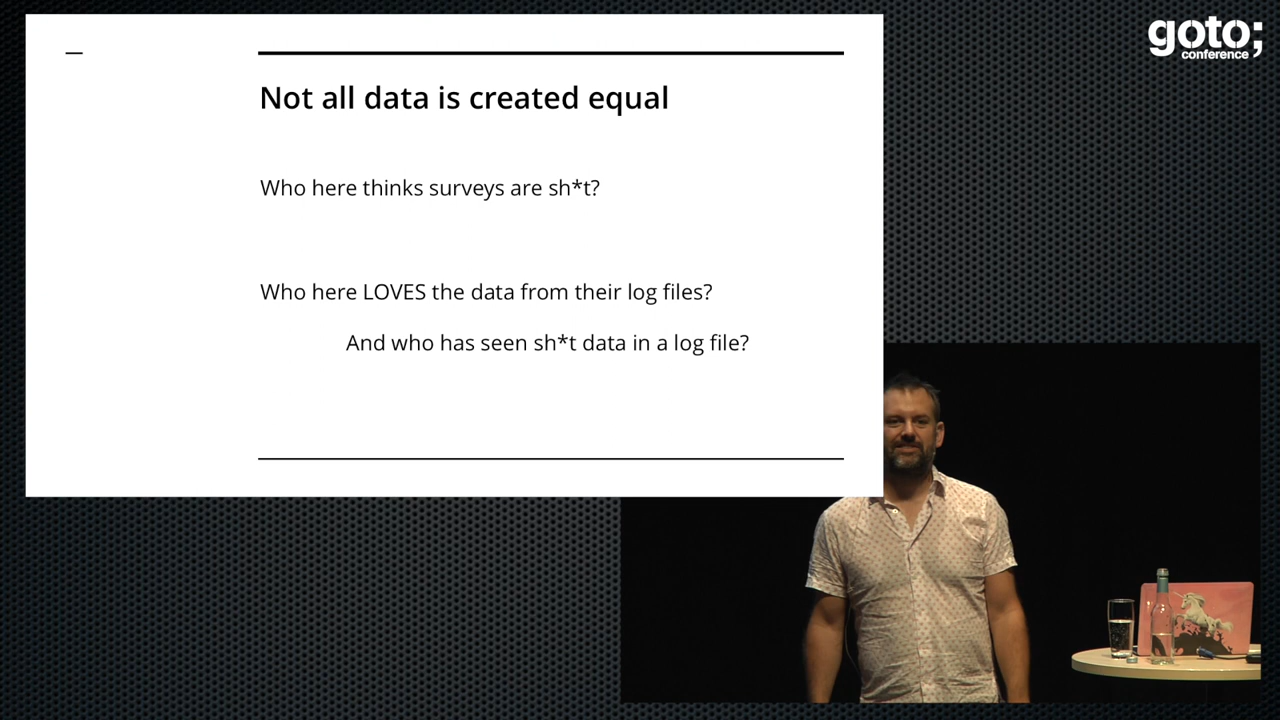 goto;
conference
Not all data is created equal
Who here thinks surveys are sh*t?
Who here LOVES the data from their log files?
And who has seen sh*t data in a log file?